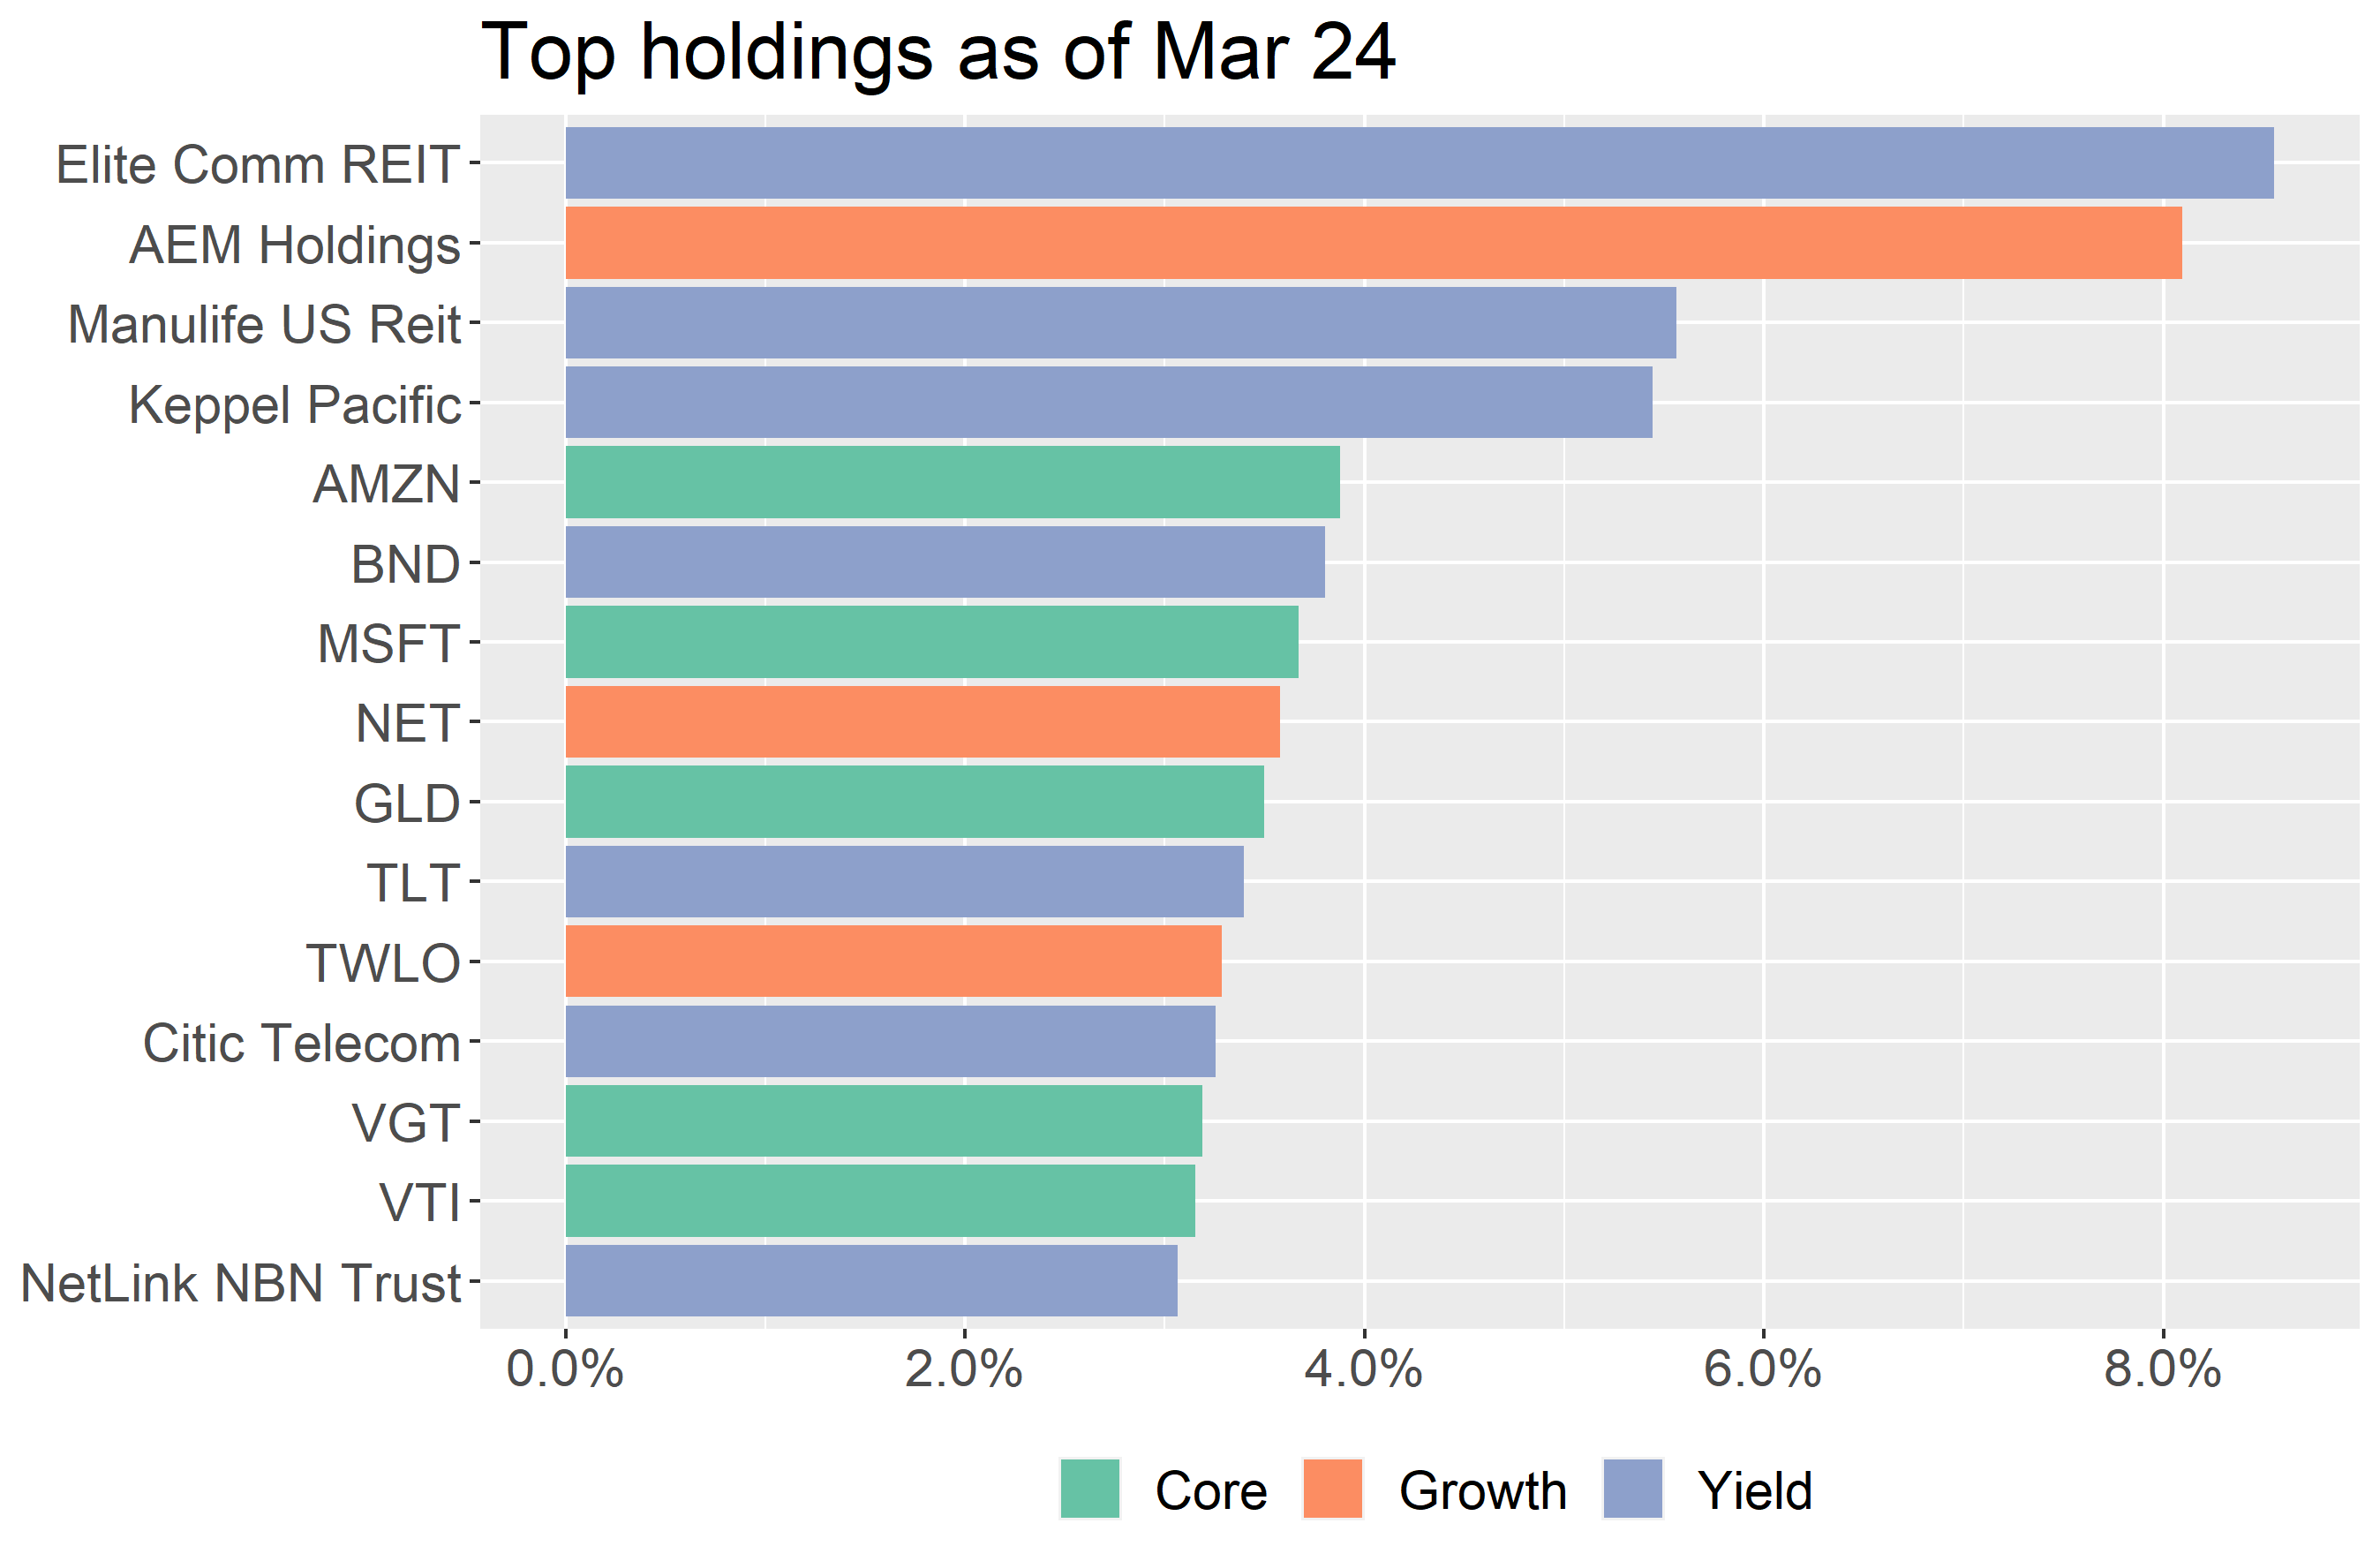 Top holdings as of Mar 24
Elite Comm REIT
AEM Holdings
Manulife US Reit
Keppel Pacific
AMZN
BND
MSFT
NET
GLD
TLT
TWLO
Citic Telecom
VGT
VTI
NetLink NBN Trust
0.0% 2.0% 4.0% 6.0% 8.0%
Core Growth Yield